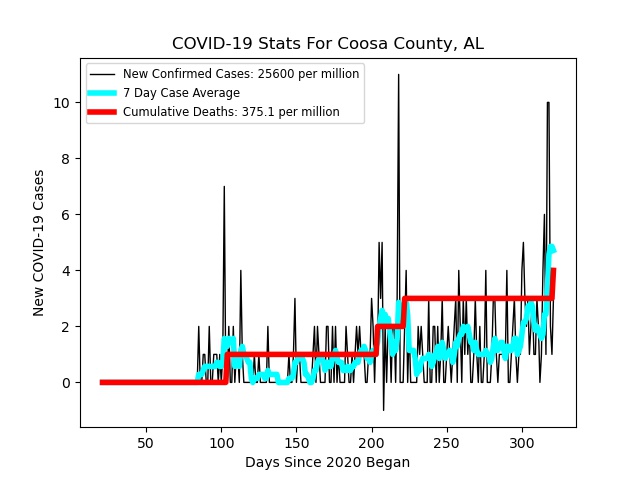 COVID-19 Stats For Coosa County, AL
New Confirmed Cases: 25600 per million
7 Day Case Average
Cumulative Deaths: 375.1 per million
New COVID-19 Cases
10
8
6
4
2
0
50 100 150 200 250 300
Days Since 2020 Began